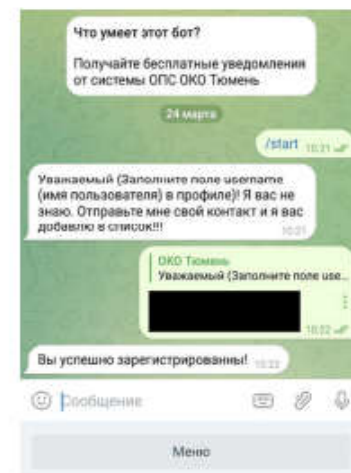 Что умеет этот бот?
Получайте бесплатные уведомления
от системы ОПС ОКО Тюмень
24 марта
/start 10:21
Уважаемый (Заполните поле username
(имя пользователя) в профиле)! Я вас не
знаю. Отправьте мне свой контакт и я вас
добавлю в список!!! 10:21
ОКО Тюмень
Уважаемый (Заполните поле use...
10:22
Вы успешно зарегистрированны! 10:22
Сообщение
Меню